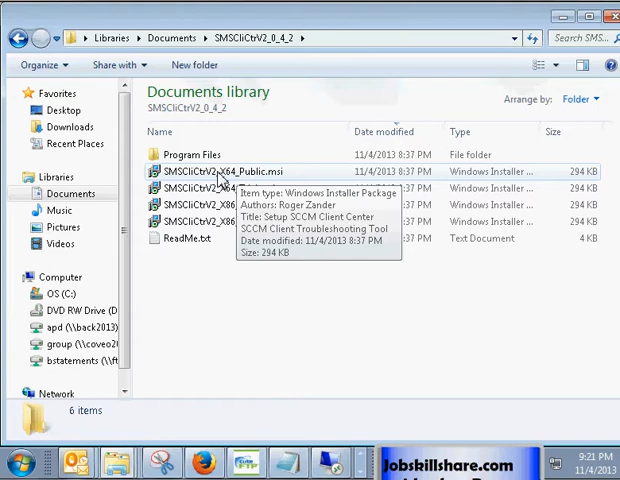 Libraries ▸ Documents ▸ SMSCliCtrV2_0_4_2 ▸
Search SMS...
Organize ▾ Share with ▾ New folder
Favorites
Desktop
Downloads
Recent Places
Libraries
Documents
Music
Pictures
Videos
Computer
OS (C:)
DVD RW Drive (D
apd (\\back2013)
group (\\coveo2
bstatements (\\ft
Network
Documents library
SMSCliCtrV2_0_4_2
Arrange by: Folder ▾
Name Date modified Type Size
Program Files 11/4/2013 8:37 PM File folder
SMSCliCtrV2_X64_Public.msi 11/4/2013 8:37 PM Windows Installer ... 294 KB
SMSCliCtrV2_X64 11/4/2013 8:37 PM Windows Installer ... 294 KB
SMSCliCtrV2_X86 Windows Installer ... 294 KB
SMSCliCtrV2_X86 Windows Installer ... 294 KB
ReadMe.txt Text Document 4 KB
Item type: Windows Installer Package
Authors: Roger Zander
Title: Setup SCCM Client Center
SCCM Client Troubleshooting Tool
Date modified: 11/4/2013 8:37 PM
Size: 294 KB
6 items
Cute
FTP
Jobskillshare.com
9:21 PM
11/4/2013